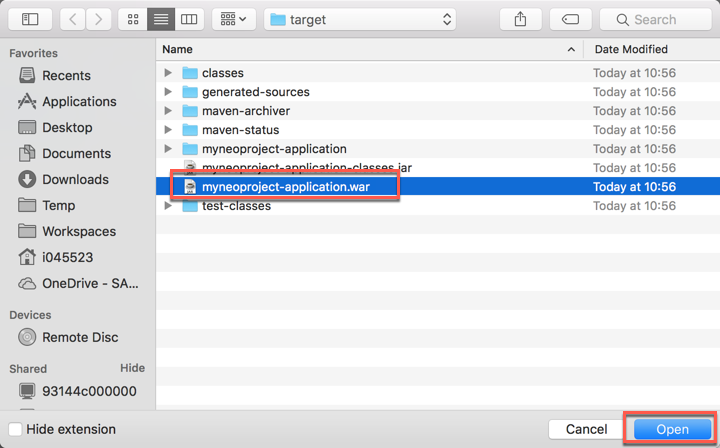 target
Search
Favorites
Recents
Applications
Desktop
Documents
Downloads
Temp
Workspaces
i045523
OneDrive - SA...
Devices
Remote Disc
Shared Hide
93144c000000
Name Date Modified
classes Today at 10:56
generated-sources Today at 10:56
maven-archiver Today at 10:56
maven-status Today at 10:56
myneoproject-application Today at 10:56
myneoproject-application-classes.jar Today at 10:56
myneoproject-application.war Today at 10:56
test-classes Today at 10:56
Hide extension
Cancel
Open